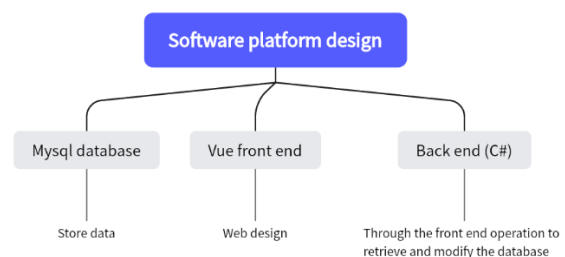 Software platform design
Mysql database
Vue front end
Back end (C#)
Store data
Web design
Through the front end operation to
retrieve and modify the database